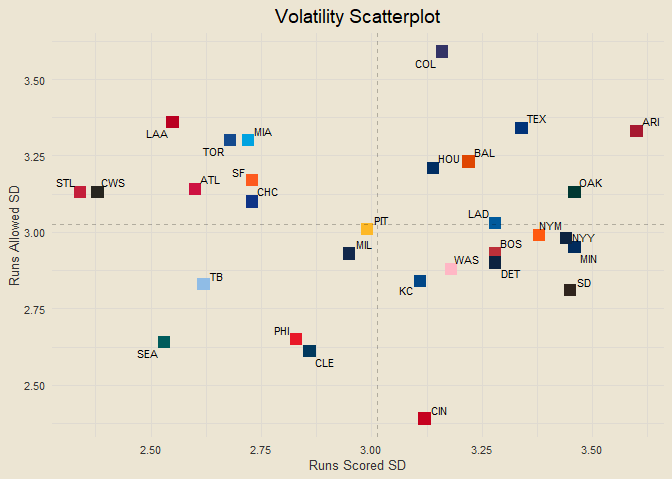 Volatility Scatterplot
COL
3.50
TEX
ARI
LAA
MIA
TOR
HOU
BAL
3.25
SF
STL
CWS
ATL
CHC
OAK
PIT
LAD
NYM
NYY
3.00
MIL
BOS
WAS
MIN
DET
TB
KC
SD
2.75
PHI
SEA
CLE
2.50
CIN
Runs Allowed SD
2.50 2.75 3.00 3.25 3.50
Runs Scored SD